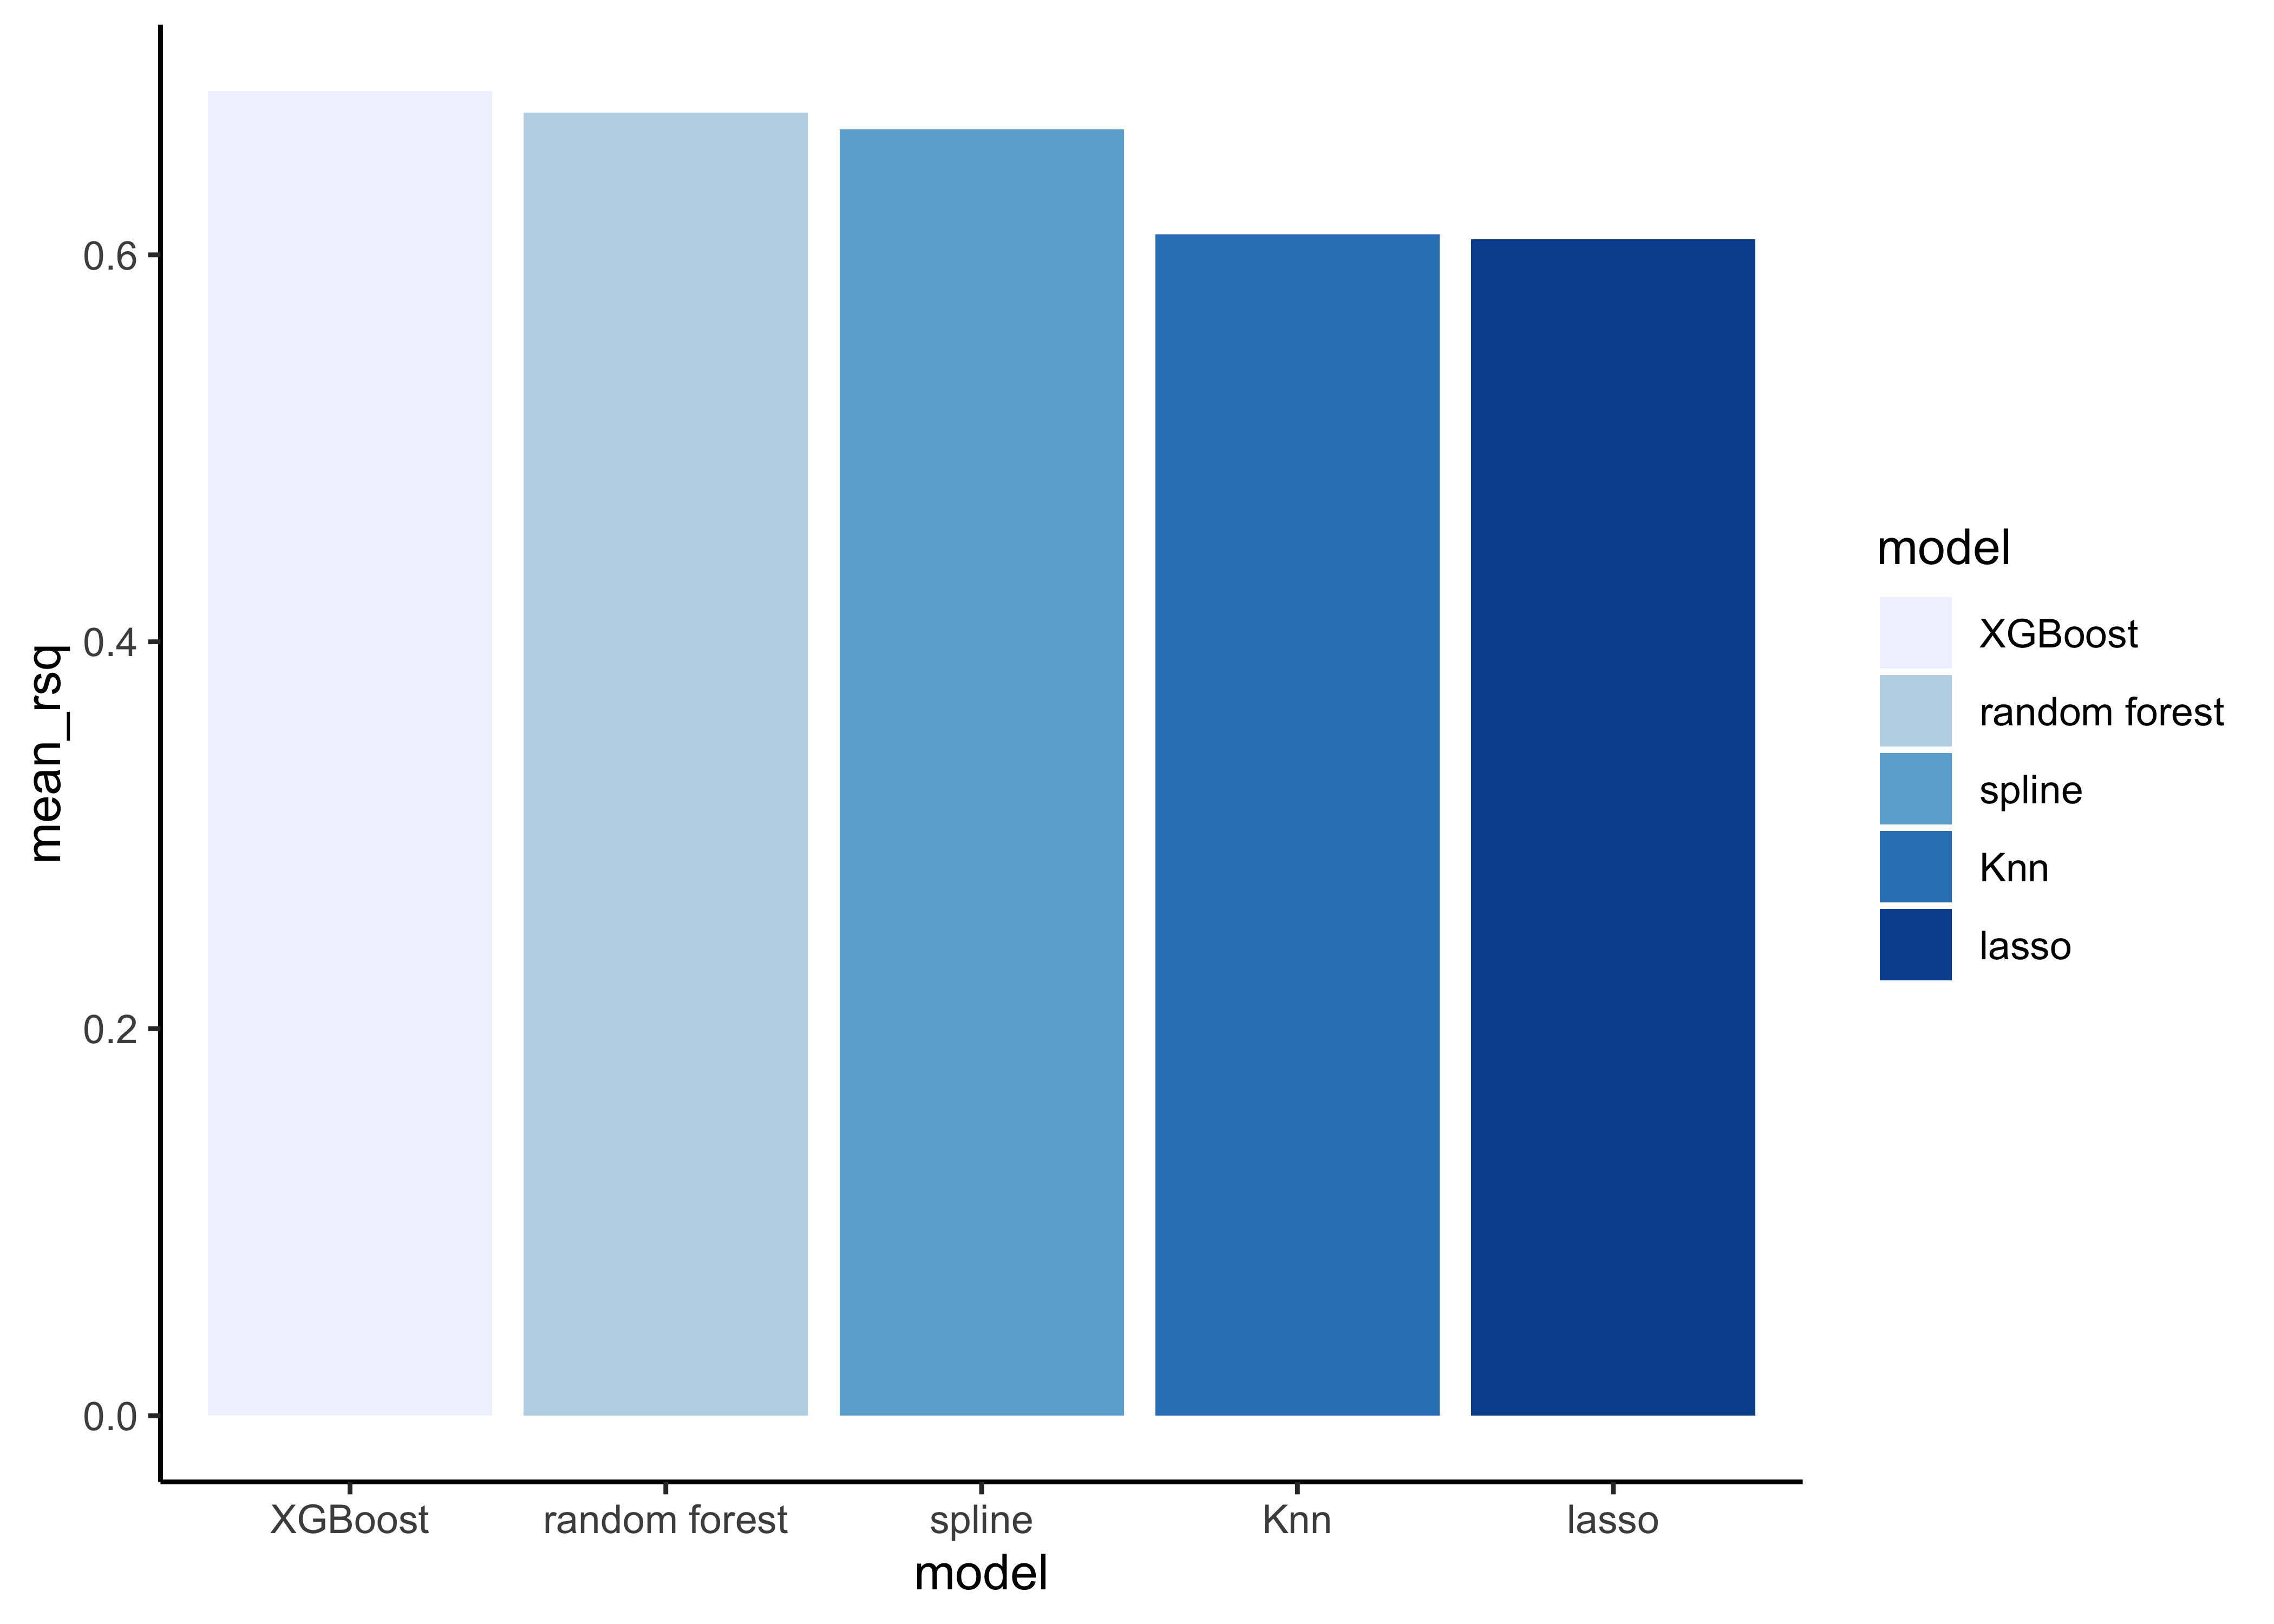 mean_rsq
0.6
0.4
0.2
0.0
XGBoost
random forest
spline
Knn
lasso
model
model
XGBoost
random forest
spline
Knn
lasso